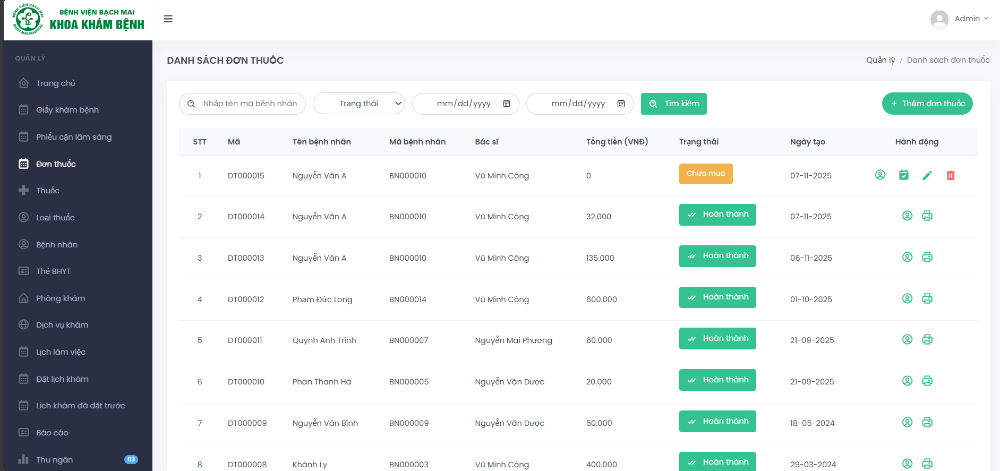 BỆNH VIỆN BẠCH MAI
BACH MAI HOSPITAL
BỆNH VIỆN BẠCH MAI
KHOA KHÁM BỆNH
Admin
QUẢN LÝ
Trang chủ
Giấy khám bệnh
Phiếu cận lâm sàng
Đơn thuốc
Thuốc
Loại thuốc
Bệnh nhân
Thẻ BHYT
Phòng khám
Dịch vụ khám
Lịch làm việc
Đặt lịch khám
Lịch khám đã đặt trước
Báo cáo
Thu ngân 03
DANH SÁCH ĐƠN THUỐC
Quản lý / Danh sách đơn thuốc
Nhập tên mã bệnh nhân Trạng thái mm/dd/yyyy mm/dd/yyyy Tìm kiếm + Thêm đơn thuốc
STT Mã Tên bệnh nhân Mã bệnh nhân Bác sĩ Tổng tiền (VNĐ) Trạng thái Ngày tạo Hành động
1 DT000015 Nguyễn Văn A BN000010 Vũ Minh Công 0 Chưa mua 07-11-2025
2 DT000014 Nguyễn Văn A BN000010 Vũ Minh Công 32.000 Hoàn thành 07-11-2025
3 DT000013 Nguyễn Văn A BN000010 Vũ Minh Công 135.000 Hoàn thành 06-11-2025
4 DT000012 Phạm Đức Long BN000014 Vũ Minh Công 600.000 Hoàn thành 01-10-2025
5 DT000011 Quynh Anh Trinh BN000007 Nguyễn Mai Phương 60.000 Hoàn thành 21-09-2025
6 DT000010 Phan Thanh Hà BN000005 Nguyễn Văn Dược 20.000 Hoàn thành 21-09-2025
7 DT000009 Nguyễn Văn Bình BN000009 Nguyễn Văn Dược 50.000 Hoàn thành 18-05-2024
8 DT000008 Khánh Ly BN000003 Vũ Minh Công 400.000 Hoàn thành 29-03-2024